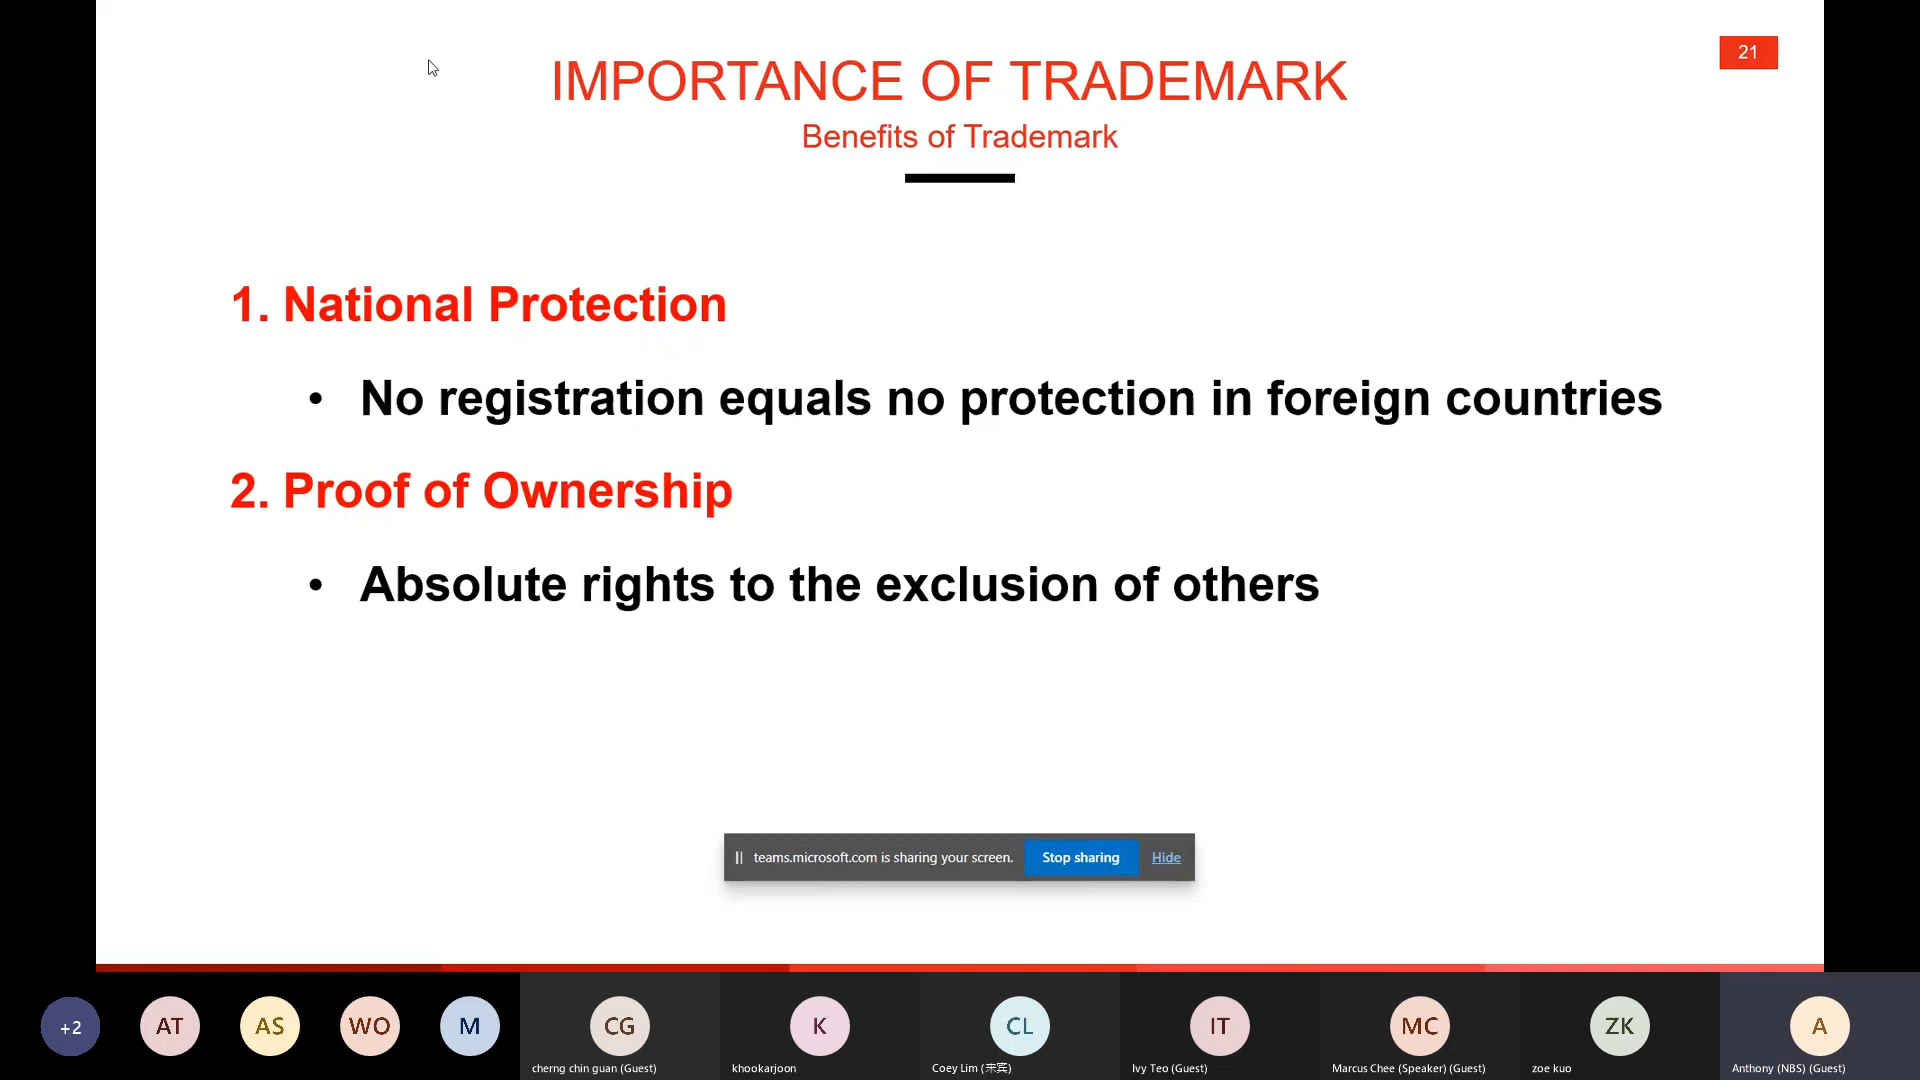 21
IMPORTANCE OF TRADEMARK
Benefits of Trademark
1. National Protection
• No registration equals no protection in foreign countries
2. Proof of Ownership
• Absolute rights to the exclusion of others
teams.microsoft.com is sharing your screen. Stop sharing Hide
+2 AT AS WO M CG K CL IT MC ZK A
cherng chin guan (Guest) khookarjoon Coey Lim (来宾) Ivy Teo (Guest) Marcus Chee (Speaker) (Guest) zoe kuo Anthony (NBS) (Guest)